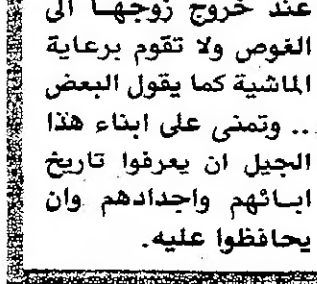 عند خروج زوجها الى
الغوص ولا تقوم برعاية
الماشية كما يقول البعض
.. وتمنى على ابناء هذا
الجيل ان يعرفوا تاريخ
ابائهم واجدادهم وان
يحافظوا عليه.